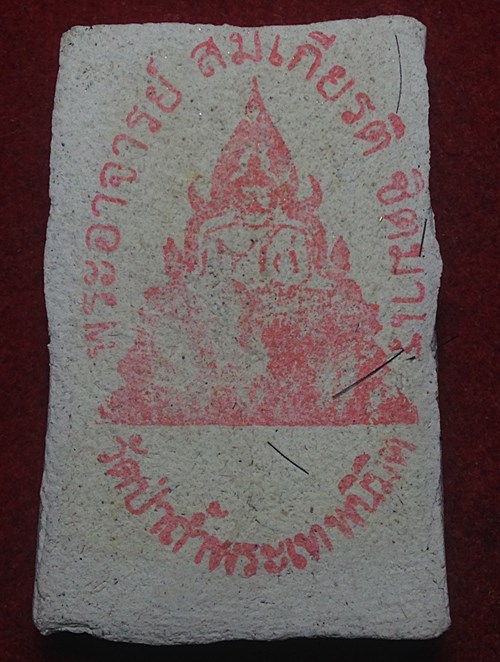 พระอาจารย์ สมเกียรติ ชิตมาโร
วัดป่าถ้ำพระเทพนิมิต